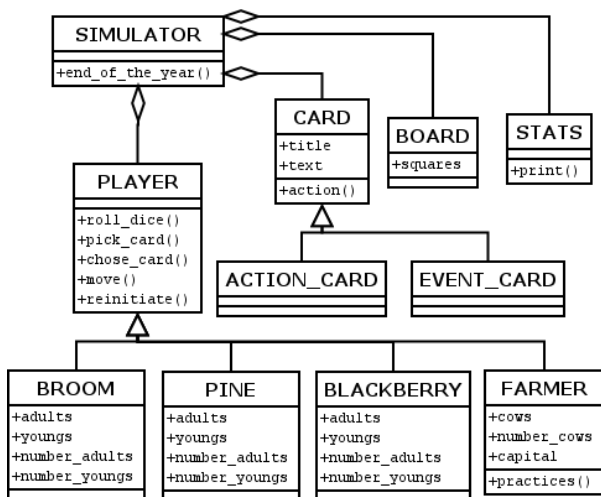 SIMULATOR
+end_of_the_year()
CARD
+title
+text
+action()
BOARD
+squares
STATS
+print()
PLAYER
+roll_dice()
+pick_card()
+chose_card()
+move()
+reinitiate()
ACTION_CARD
EVENT_CARD
BROOM
+adults
+youngs
+number_adults
+number_youngs
PINE
+adults
+youngs
+number_adults
+number_youngs
BLACKBERRY
+adults
+youngs
+number_adults
+number_youngs
FARMER
+cows
+number_cows
+capital
+practices()